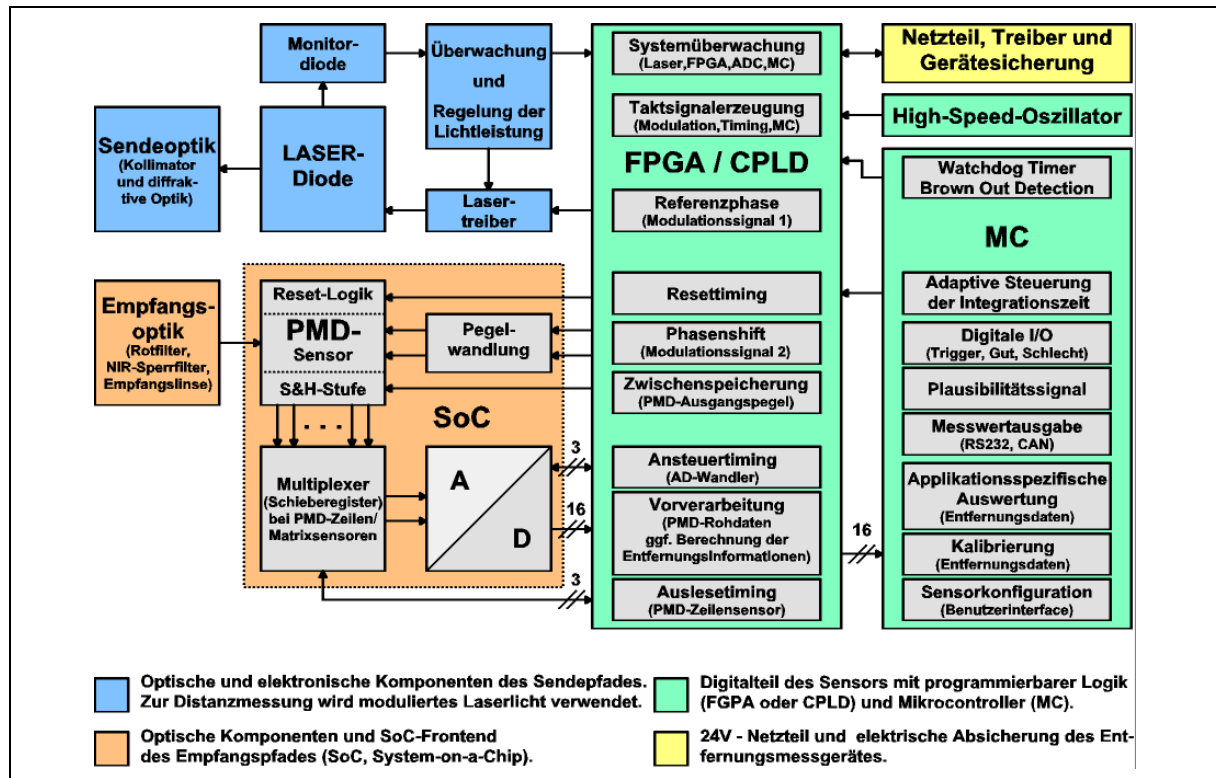 Monitor-
diode
Überwachung
und
Regelung der
Lichtleistung
Sendeoptik
(Kollimator
und diffrak-
tive Optik)
LASER-
Diode
Laser-
treiber
Systemüberwachung
(Laser,FPGA,ADC,MC)
Taktsignalerzeugung
(Modulation,Timing,MC)
FPGA / CPLD
Referenzphase
(Modulationssignal 1)
Netzteil, Treiber und
Gerätesicherung
High-Speed-Oszillator
Watchdog Timer
Brown Out Detection
MC
Empfangs-
optik
(Rotfilter,
NIR-Sperrfilter,
Empfangslinse)
Reset-Logik
PMD-
Sensor
S&H-Stufe
Pegel-
wandlung
SoC
. . .
Multiplexer
(Schieberegister)
bei PMD-Zeilen/
Matrixsensoren
A
D
3
16
3
Resettiming
Phasenshift
(Modulationssignal 2)
Zwischenspeicherung
(PMD-Ausgangspegel)
Ansteuertiming
(AD-Wandler)
Vorverarbeitung
(PMD-Rohdaten
ggf. Berechnung der
Entfernungsinformationen)
Auslesetiming
(PMD-Zeilensensor)
16
Adaptive Steuerung
der Integrationszeit
Digitale I/O
(Trigger, Gut, Schlecht)
Plausibilitätssignal
Messwertausgabe
(RS232, CAN)
Applikationsspezifische
Auswertung
(Entfernungsdaten)
Kalibrierung
(Entfernungsdaten)
Sensorkonfiguration
(Benutzerinterface)
Optische und elektronische Komponenten des Sendepfades.
Zur Distanzmessung wird moduliertes Laserlicht verwendet.
Optische Komponenten und SoC-Frontend
des Empfangspfades (SoC, System-on-a-Chip).
Digitalteil des Sensors mit programmierbarer Logik
(FGPA oder CPLD) und Mikrocontroller (MC).
24V - Netzteil und elektrische Absicherung des Ent-
fernungsmessgerätes.